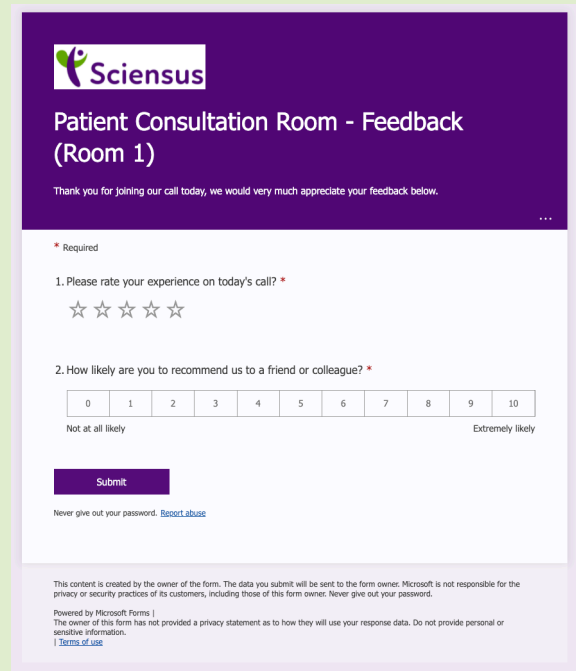 Sciensus
Patient Consultation Room - Feedback
(Room 1)
Thank you for joining our call today, we would very much appreciate your feedback below.
...
* Required
1. Please rate your experience on today's call? *
2. How likely are you to recommend us to a friend or colleague? *
0 1 2 3 4 5 6 7 8 9 10
Not at all likely Extremely likely
Submit
Never give out your password. Report abuse
This content is created by the owner of the form. The data you submit will be sent to the form owner. Microsoft is not responsible for the
privacy or security practices of its customers, including those of this form owner. Never give out your password.
Powered by Microsoft Forms |
The owner of this form has not provided a privacy statement as to how they will use your response data. Do not provide personal or
sensitive information.
| Terms of use